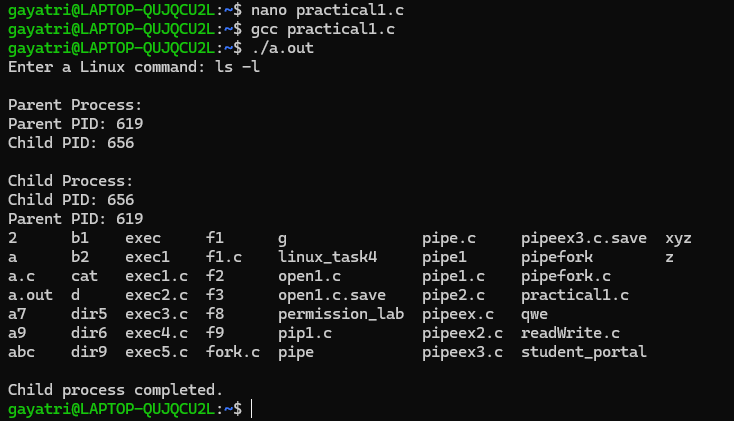 gayatri@LAPTOP-QUJQCU2L:~$ nano practical1.c
gayatri@LAPTOP-QUJQCU2L:~$ gcc practical1.c
gayatri@LAPTOP-QUJQCU2L:~$ ./a.out
Enter a Linux command: ls -l

Parent Process:
Parent PID: 619
Child PID: 656

Child Process:
Child PID: 656
Parent PID: 619
2      b1    exec     f1      g               pipe.c     pipeex3.c.save  xyz
a      b2    exec1    f1.c    linux_task4     pipe1      pipefork        z
a.c    cat   exec1.c  f2      open1.c         pipe1.c    pipefork.c
a.out  d     exec2.c  f3      open1.c.save    pipe2.c    practical1.c
a7     dir5  exec3.c  f8      permission_lab  pipeex.c   qwe
a9     dir6  exec4.c  f9      pip1.c          pipeex2.c  readWrite.c
abc    dir9  exec5.c  fork.c  pipe            pipeex3.c  student_portal

Child process completed.
gayatri@LAPTOP-QUJQCU2L:~$